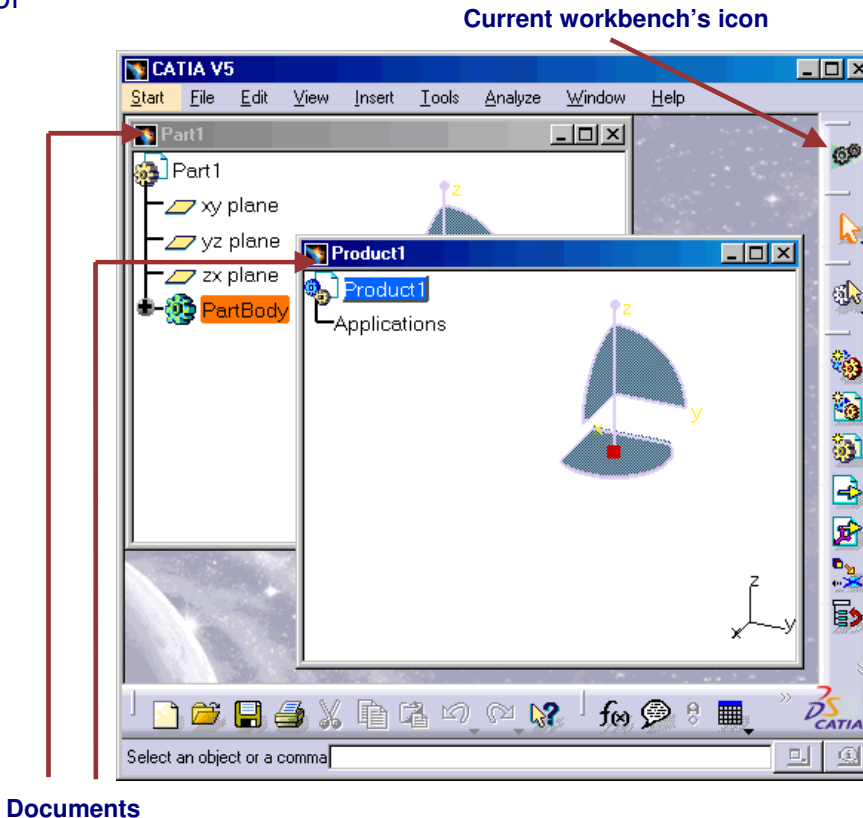 Current workbench's icon
CATIA V5
Start File Edit View Insert Tools Analyze Window Help
Part1
Part1
xy plane
yz plane
zx plane
PartBody
z
Product1
Product1
Applications
z
y
x
z
x
y
f(x)
DS
CATIA
Select an object or a comma
Documents